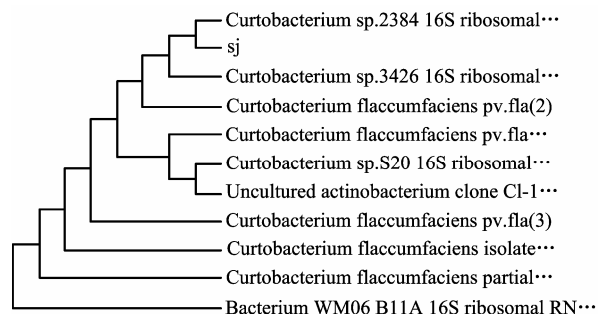 Curtobacterium sp.2384 16S ribosomal···
sj
Curtobacterium sp.3426 16S ribosomal···
Curtobacterium flaccumfaciens pv.fla(2)
Curtobacterium flaccumfaciens pv.fla···
Curtobacterium sp.S20 16S ribosomal···
Uncultured actinobacterium clone Cl-1···
Curtobacterium flaccumfaciens pv.fla(3)
Curtobacterium flaccumfaciens isolate···
Curtobacterium flaccumfaciens partial···
Bacterium WM06 B11A 16S ribosomal RN···